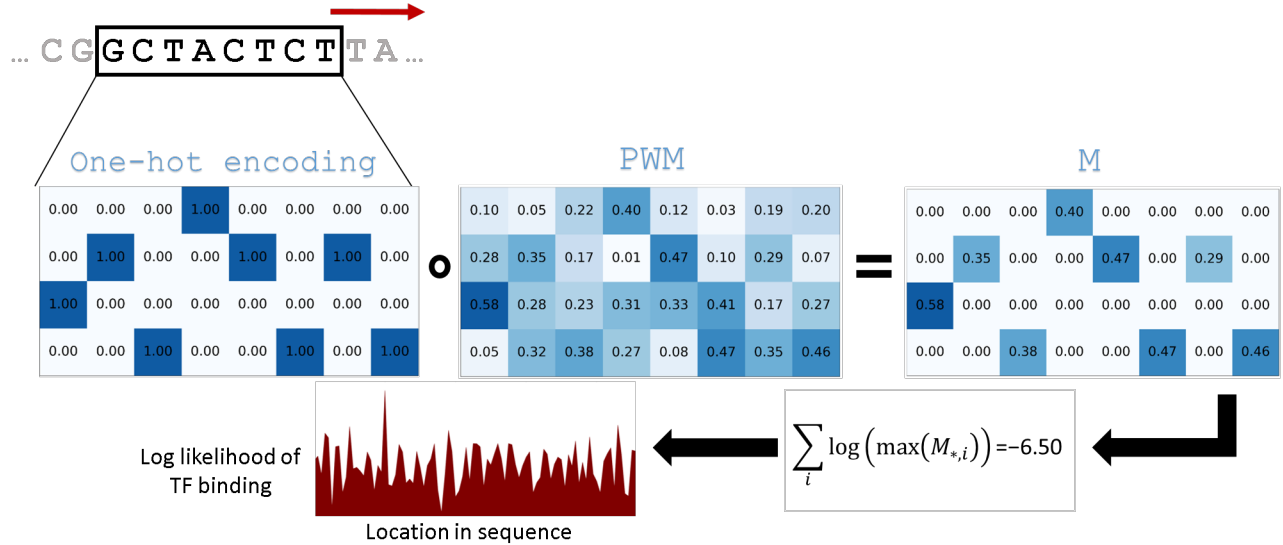 ... C G G C T A C T C T T A ...
One-hot encoding PWM M
0.00 0.00 0.00 1.00 0.00 0.00 0.00 0.00 0.10 0.05 0.22 0.40 0.12 0.03 0.19 0.20 0.00 0.00 0.00 0.40 0.00 0.00 0.00 0.00
0.00 1.00 0.00 0.00 1.00 0.00 1.00 0.00 0.28 0.35 0.17 0.01 0.47 0.10 0.29 0.07 0.00 0.35 0.00 0.00 0.47 0.00 0.29 0.00
1.00 0.00 0.00 0.00 0.00 0.00 0.00 0.00 0.58 0.28 0.23 0.31 0.33 0.41 0.17 0.27 0.58 0.00 0.00 0.00 0.00 0.00 0.00 0.00
0.00 0.00 1.00 0.00 0.00 1.00 0.00 1.00 0.05 0.32 0.38 0.27 0.08 0.47 0.35 0.46 0.00 0.00 0.38 0.00 0.00 0.47 0.00 0.46
∘ =
Log likelihood of
TF binding
Location in sequence
∑_i log(max(M_{*,i}))=−6.50